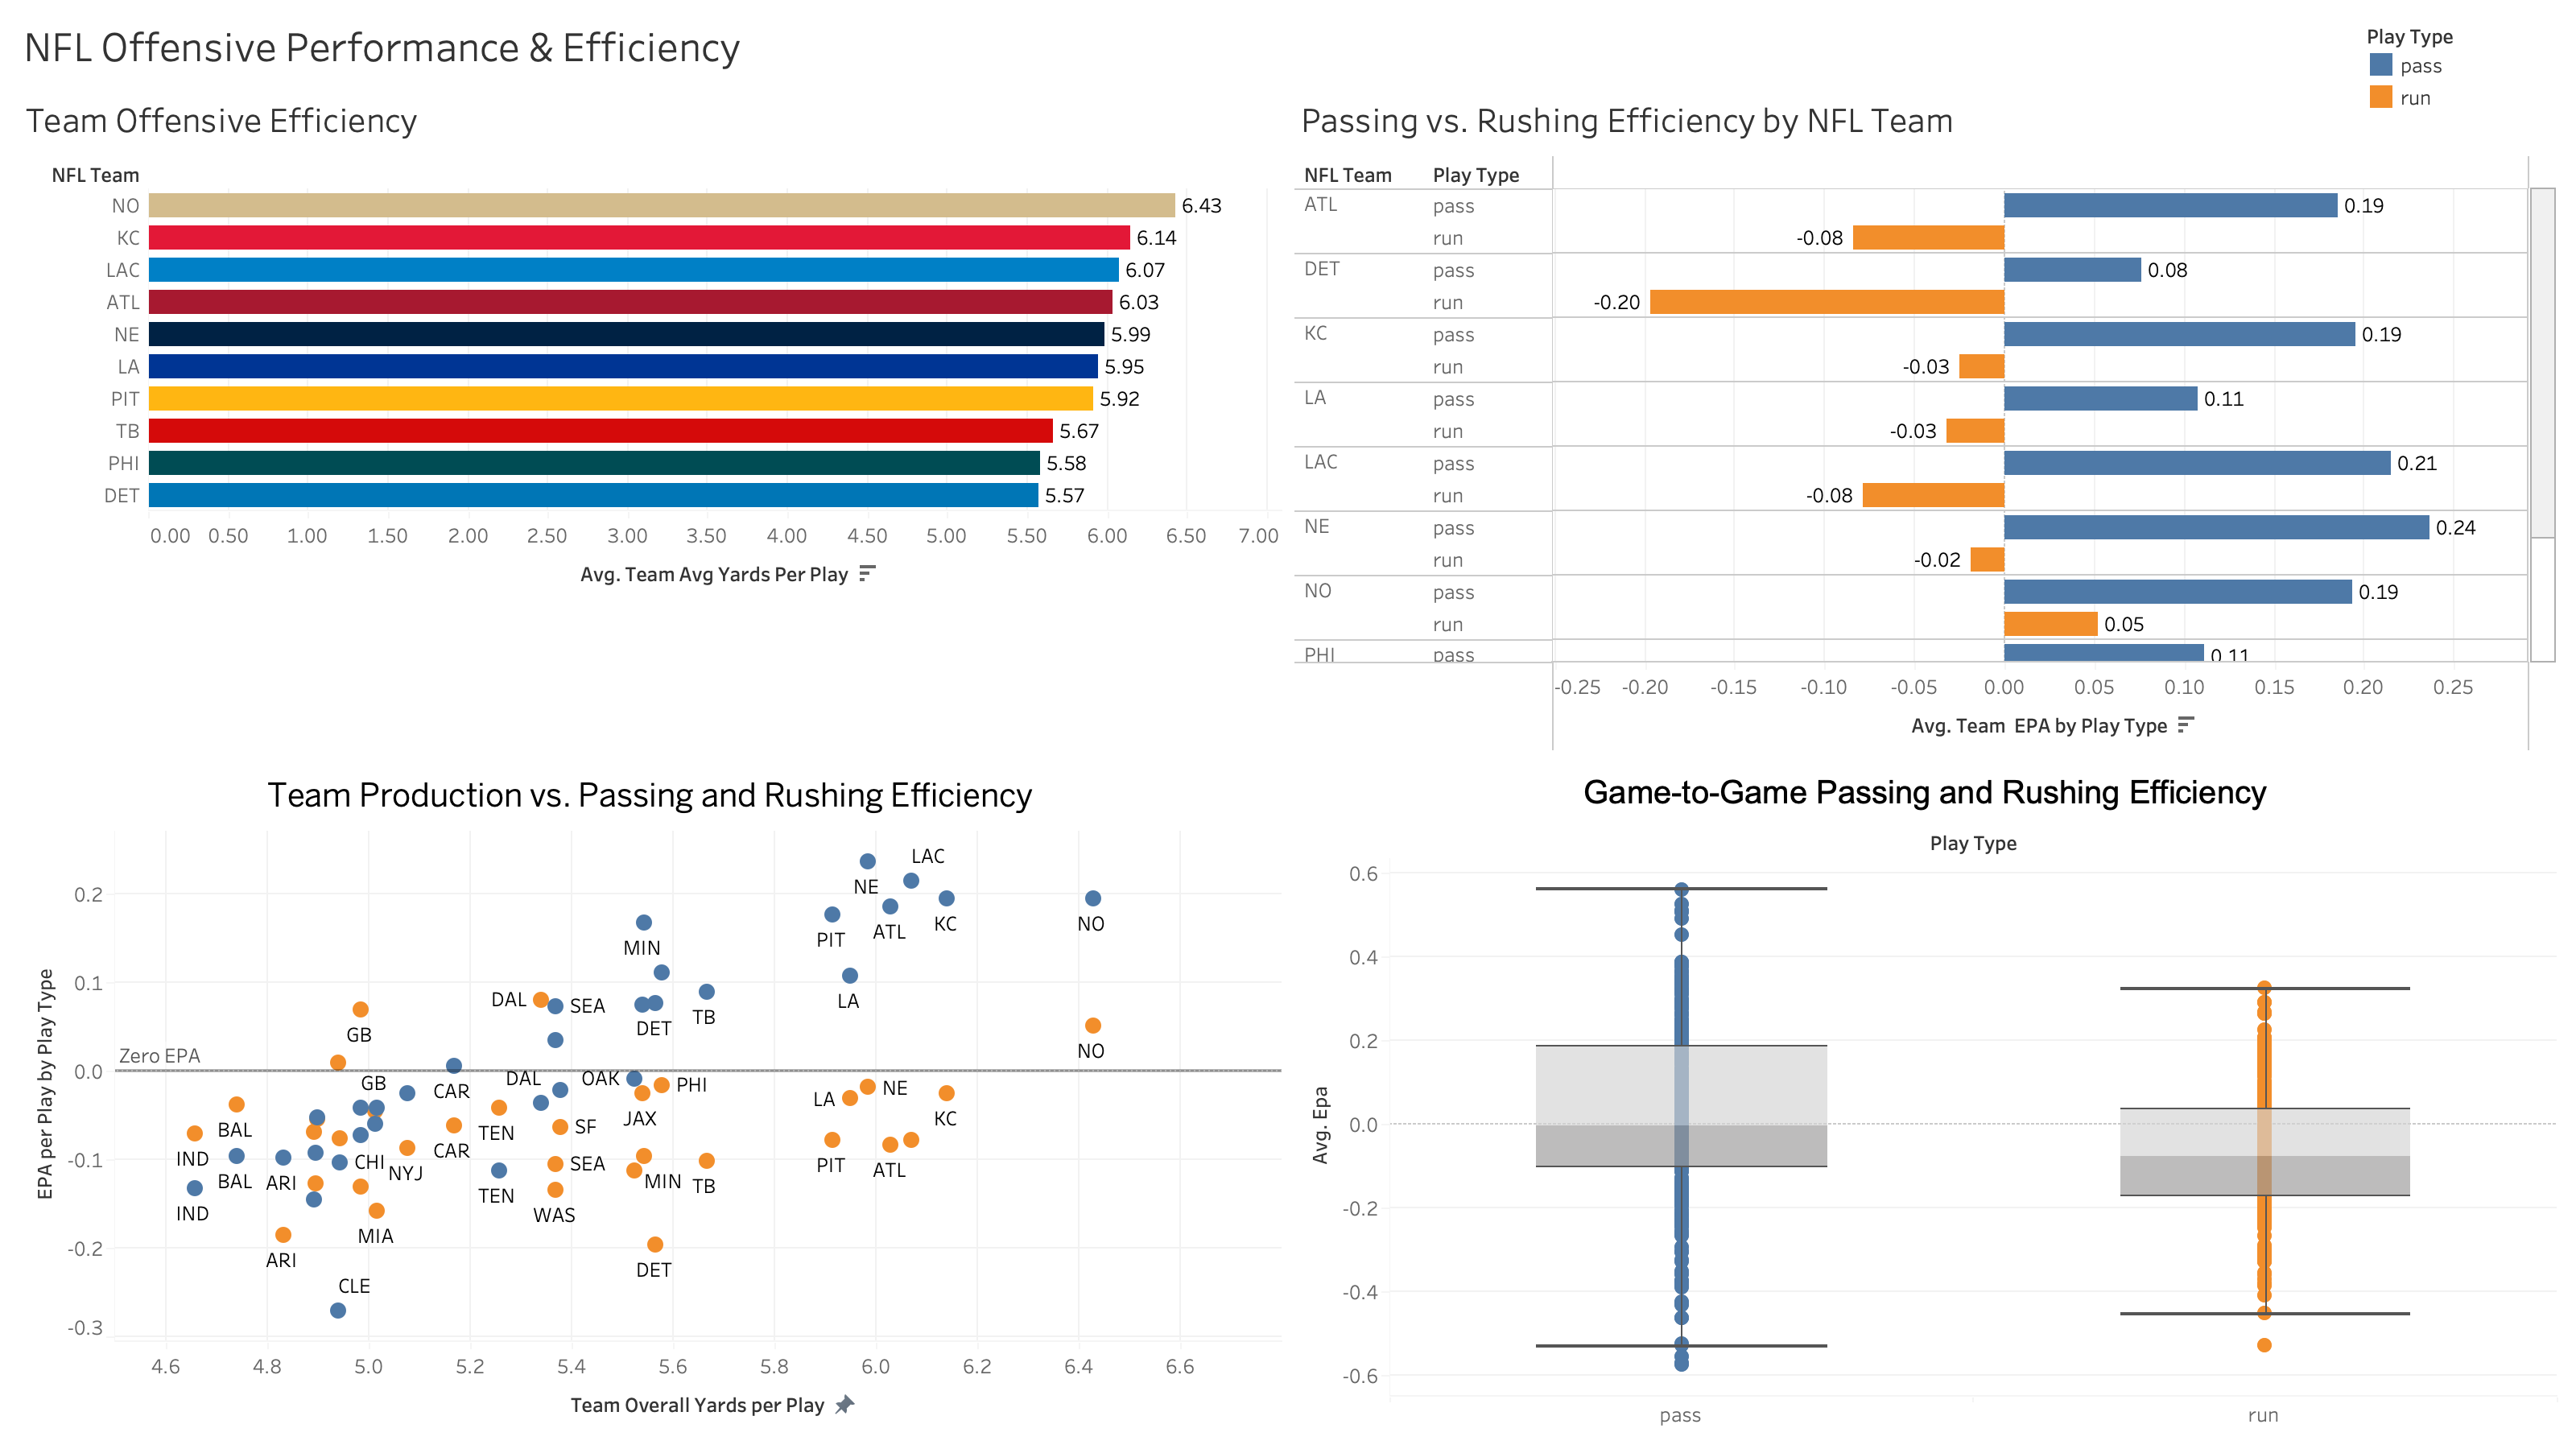 NFL Offensive Performance & Efficiency
Play Type
pass
run
Team Offensive Efficiency
NFL Team
NO 6.43
KC 6.14
LAC 6.07
ATL 6.03
NE 5.99
LA 5.95
PIT 5.92
TB 5.67
PHI 5.58
DET 5.57
0.00 0.50 1.00 1.50 2.00 2.50 3.00 3.50 4.00 4.50 5.00 5.50 6.00 6.50 7.00
Avg. Team Avg Yards Per Play
Passing vs. Rushing Efficiency by NFL Team
NFL Team Play Type
ATL pass 0.19
run -0.08
DET pass 0.08
run -0.20
KC pass 0.19
run -0.03
LA pass 0.11
run -0.03
LAC pass 0.21
run -0.08
NE pass 0.24
run -0.02
NO pass 0.19
run 0.05
PHI pass 0.11
-0.25 -0.20 -0.15 -0.10 -0.05 0.00 0.05 0.10 0.15 0.20 0.25
Avg. Team EPA by Play Type
Team Production vs. Passing and Rushing Efficiency
EPA per Play by Play Type
LAC
0.2 NE
NO
KC
ATL
PIT
MIN
0.1
DAL SEA
LA
TB
DET
GB
NO
Zero EPA
0.0
DAL OAK PHI
GB
NE
CAR
LA
JAX KC
BAL
TEN SF
CAR
IND
CHI
SEA
PIT
ATL
-0.1
NYJ
BAL ARI
MIN TB
TEN
IND
WAS
MIA
-0.2
ARI
DET
CLE
-0.3
4.6 4.8 5.0 5.2 5.4 5.6 5.8 6.0 6.2 6.4 6.6
Team Overall Yards per Play
Game-to-Game Passing and Rushing Efficiency
Play Type
Avg. Epa
0.6
0.4
0.2
0.0
-0.2
-0.4
-0.6
pass run